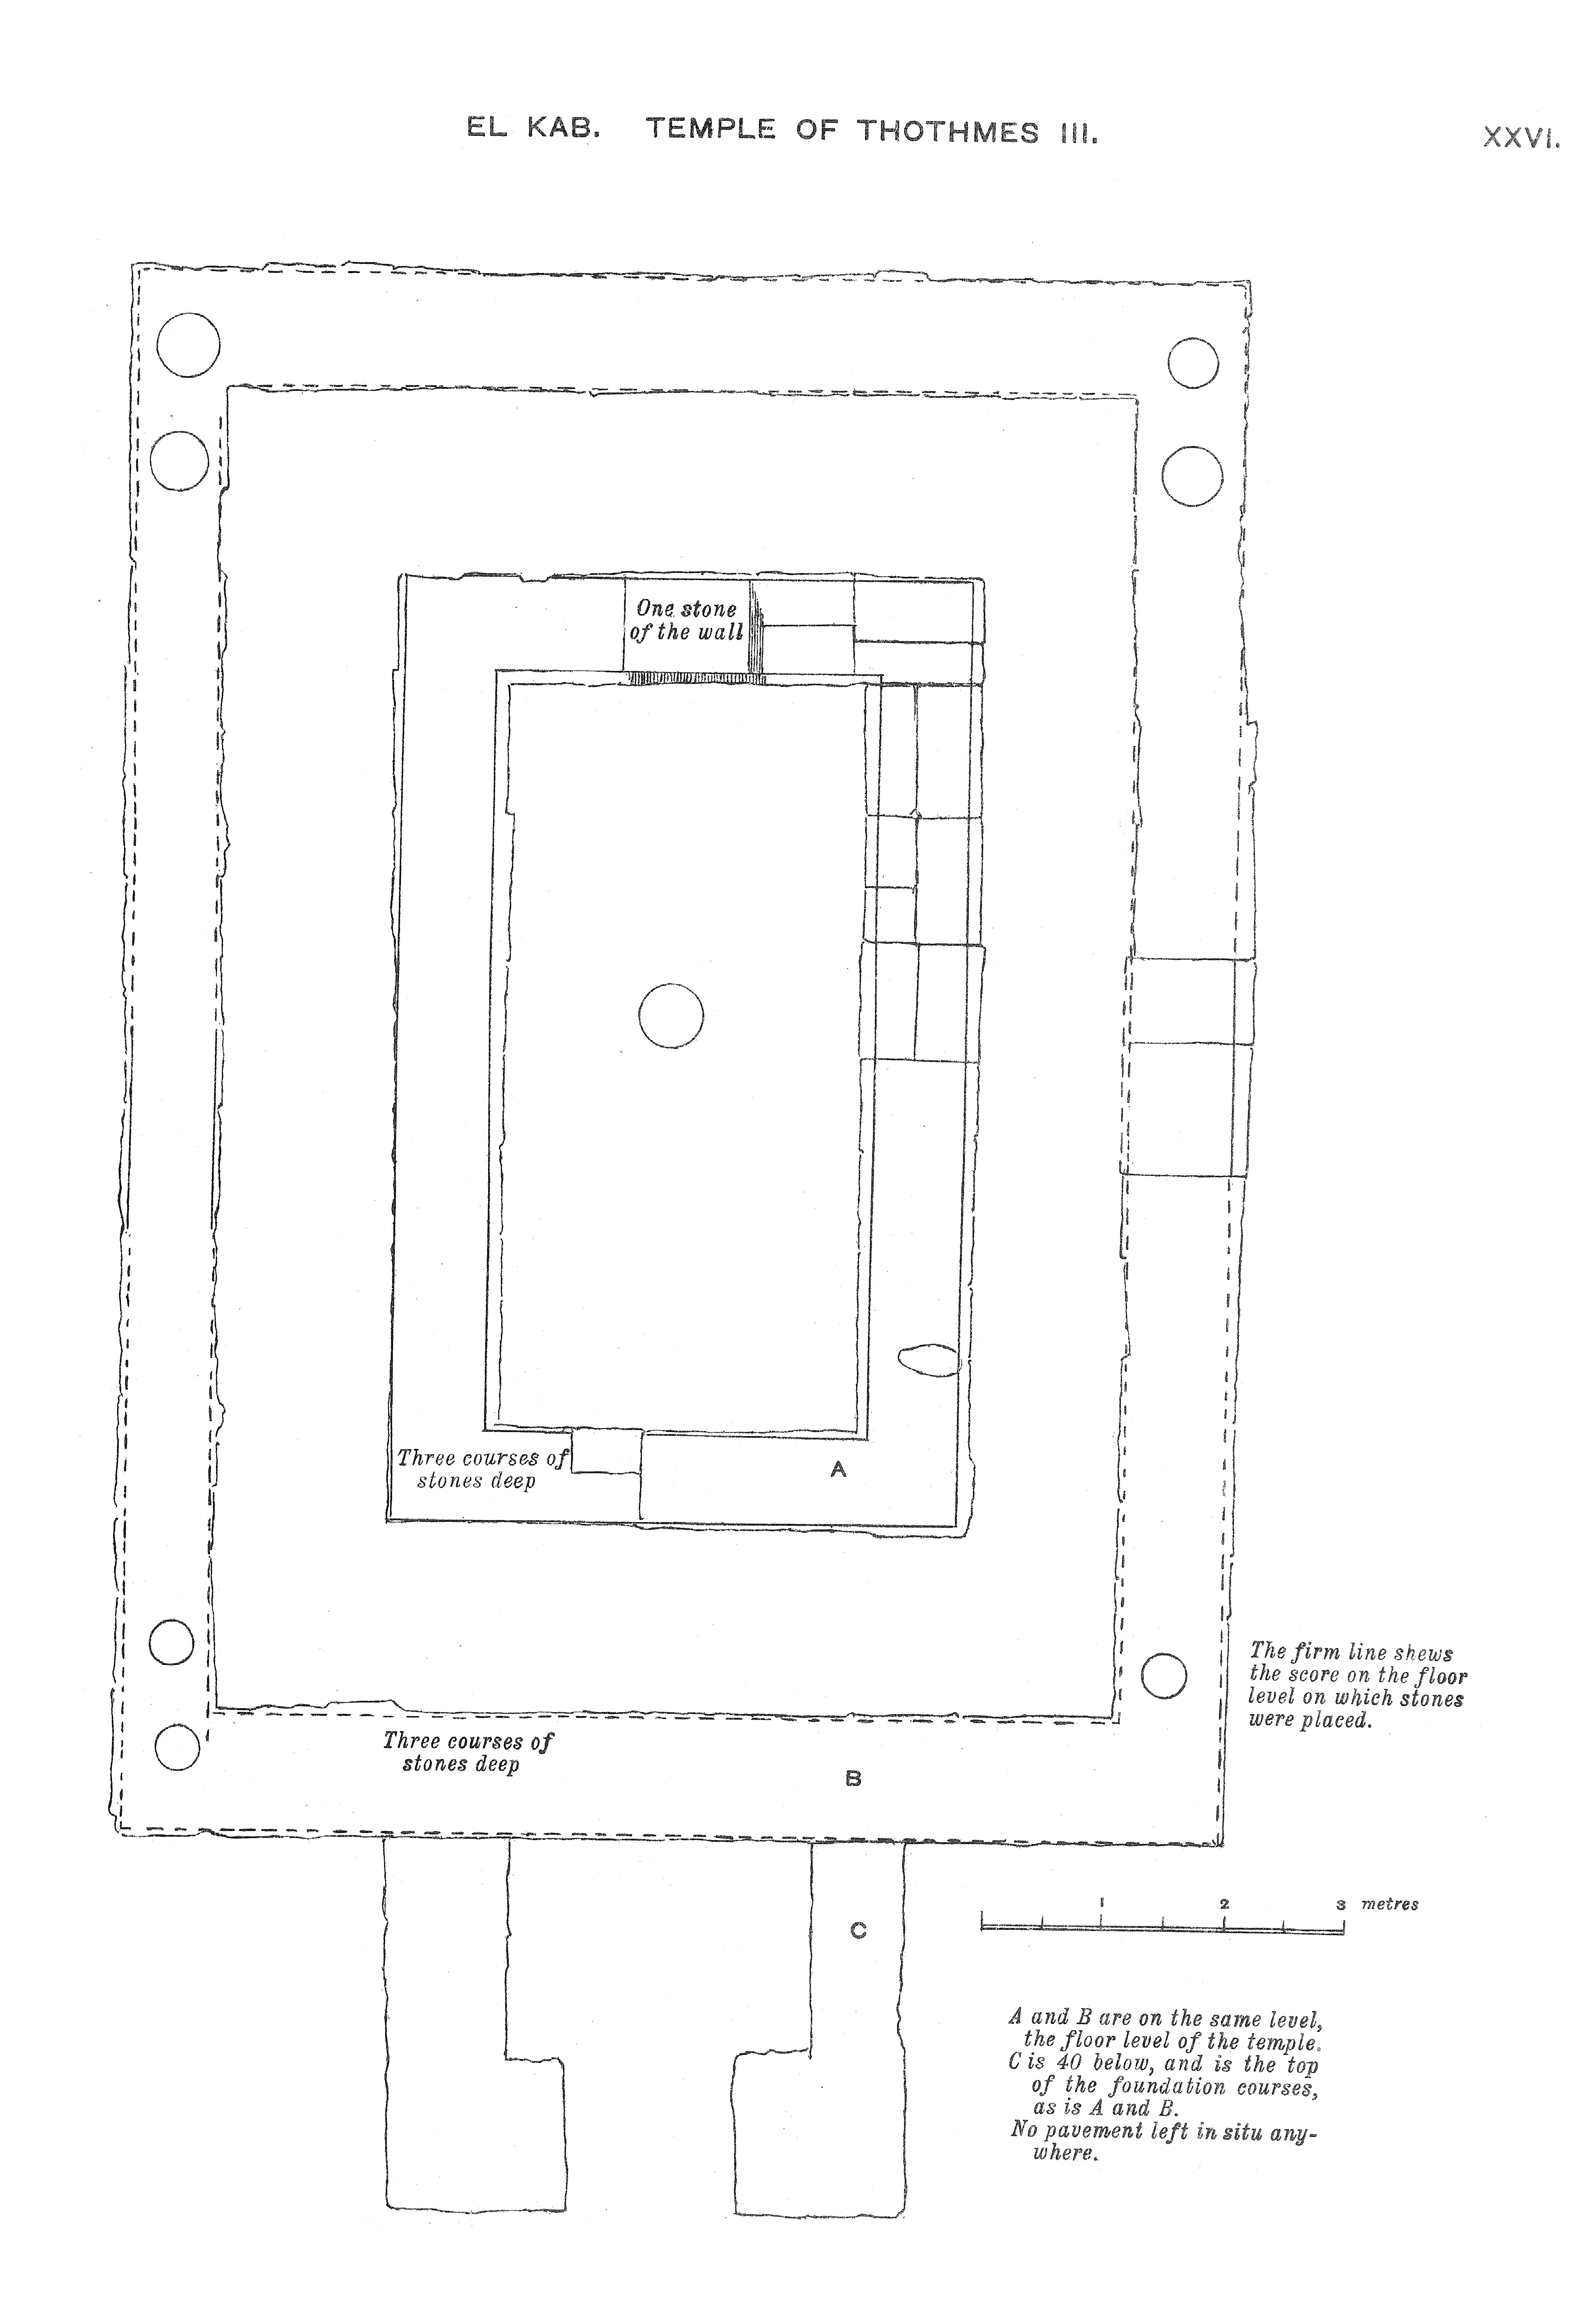 EL KAB. TEMPLE OF THOTHMES III.
XXVI.
One stone
of the wall
Three courses of
stones deep
A
The firm line shews
the score on the floor
level on which stones
were placed.
Three courses of
stones deep
B
C
1 2 3 metres
A and B are on the same level,
the floor level of the temple.
C is 40 below, and is the top
of the foundation courses,
as is A and B.
No pavement left in situ any-
where.